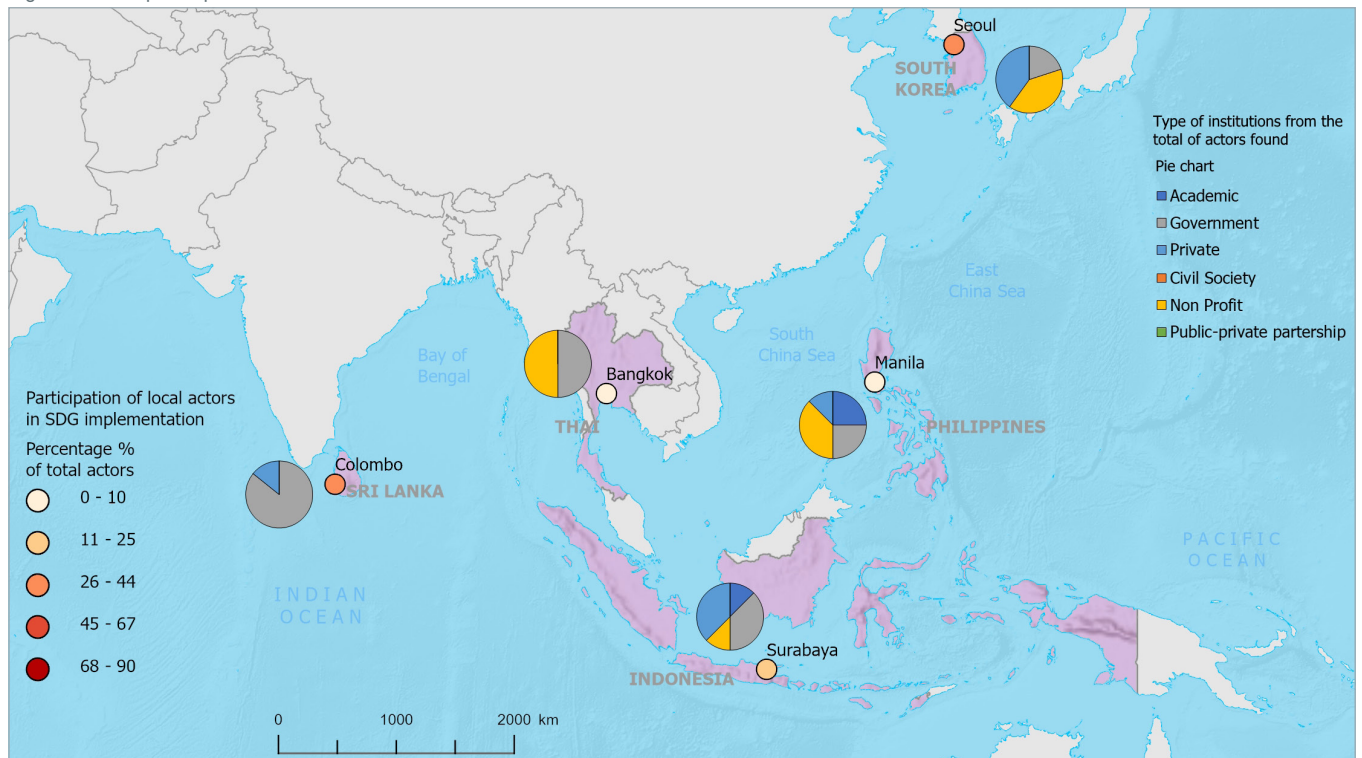 Seoul
SOUTH
KOREA
Type of institutions from the
total of actors found
Pie chart
Academic
Government
Private
Civil Society
Non Profit
Public-private partership
East
China Sea
South
China Sea
Bay of
Bengal
Manila
Bangkok
THAI
PHILIPPINES
Participation of local actors
in SDG implementation
Percentage %
of total actors
0 - 10
11 - 25
26 - 44
45 - 67
68 - 90
Colombo
SRI LANKA
PACIFIC
OCEAN
INDIAN
OCEAN
Surabaya
INDONESIA
0 1000 2000 km